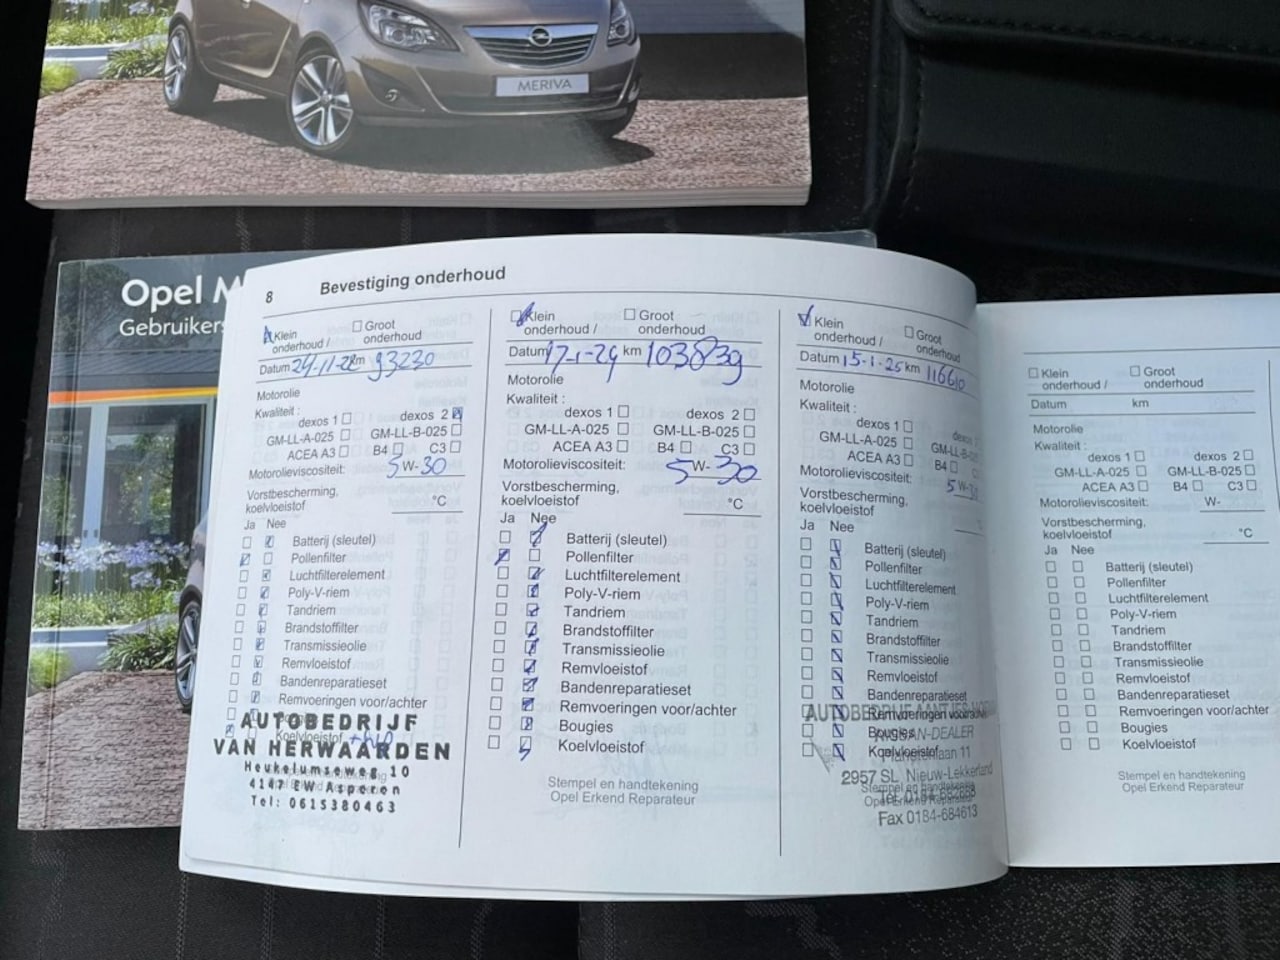 MERIVA
Opel M
Gebruikers
8 Bevestiging onderhoud
Klein onderhoud / Groot onderhoud
Datum 24-11-22 km 93230
Motorolie
Kwaliteit :
dexos 1 dexos 2
GM-LL-A-025 GM-LL-B-025
ACEA A3 B4 C3
Motorolieviscositeit: 5 W- 30
Vorstbescherming,
koelvloeistof °C
Ja Nee
Batterij (sleutel)
Pollenfilter
Luchtfilterelement
Poly-V-riem
Tandriem
Brandstoffilter
Transmissieolie
Remvloeistof
Bandenreparatieset
Remvoeringen voor/achter
Bougies
Koelvloeistof
AUTOBEDRIJF
VAN HERWAARDEN
Heukelumseweg 10
4147 EW Asperen
Tel: 0615380463
Klein onderhoud / Groot onderhoud
Datum 17-1-24 km 103839
Motorolie
Kwaliteit :
dexos 1 dexos 2
GM-LL-A-025 GM-LL-B-025
ACEA A3 B4 C3
Motorolieviscositeit: 5 W- 30
Vorstbescherming,
koelvloeistof °C
Ja Nee
Batterij (sleutel)
Pollenfilter
Luchtfilterelement
Poly-V-riem
Tandriem
Brandstoffilter
Transmissieolie
Remvloeistof
Bandenreparatieset
Remvoeringen voor/achter
Bougies
Koelvloeistof
Stempel en handtekening
Opel Erkend Reparateur
Klein onderhoud / Groot onderhoud
Datum 15-1-25 km 116610
Motorolie
Kwaliteit :
dexos 1
GM-LL-A-025
ACEA A3 B4
Motorolieviscositeit: 5 W-
Vorstbescherming,
koelvloeistof
Ja Nee
Batterij (sleutel)
Pollenfilter
Luchtfilterelement
Poly-V-riem
Tandriem
Brandstoffilter
Transmissieolie
Remvloeistof
Bandenreparatieset
Remvoeringen
Bougies
Koelvloeistof
AUTOBEDRIJF
NISSAN-DEALER
Planetenlaan 11
2957 SL Nieuw-Lekkerland
Fax 0184-684613
Klein onderhoud / Groot onderhoud
Datum km
Motorolie
Kwaliteit :
dexos 1 dexos 2
GM-LL-A-025 GM-LL-B-025
ACEA A3 B4 C3
Motorolieviscositeit: W-
Vorstbescherming,
koelvloeistof °C
Ja Nee
Batterij (sleutel)
Pollenfilter
Luchtfilterelement
Poly-V-riem
Tandriem
Brandstoffilter
Transmissieolie
Remvloeistof
Bandenreparatieset
Remvoeringen voor/achter
Bougies
Koelvloeistof
Stempel en handtekening
Opel Erkend Reparateur